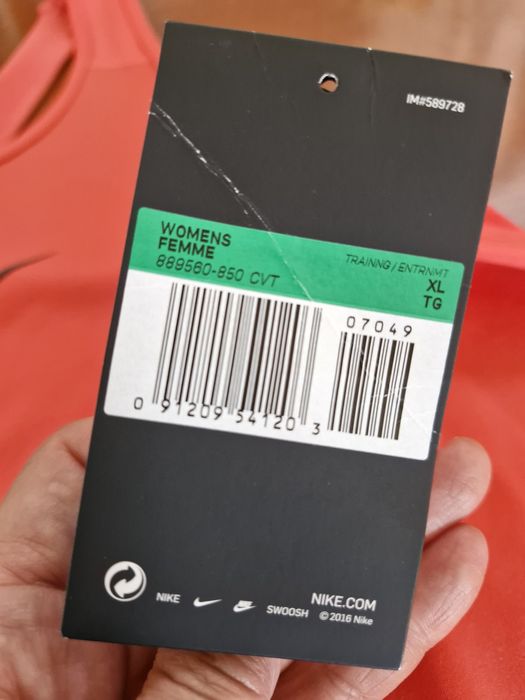 IM#589728
WOMENS
FEMME
889560-850 CVT
TRAINNG/ENTRNMT
XL
TG
07049
0 91209 54120 3
NIKE
SWOOSH
NIKE.COM
© 2016 Nike